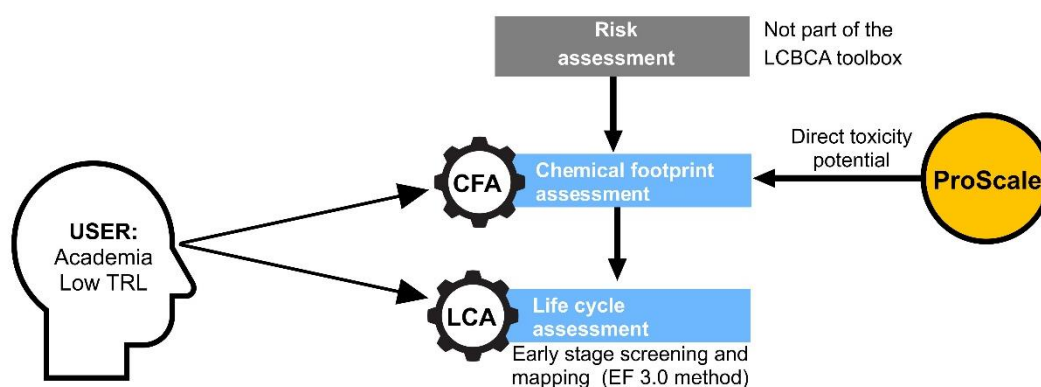 Risk
assessment
Not part of the
LCBCA toolbox
Direct toxicity
potential
ProScale
CFA
Chemical footprint
assessment
USER:
Academia
Low TRL
LCA
Life cycle
assessment
Early stage screening and
mapping (EF 3.0 method)